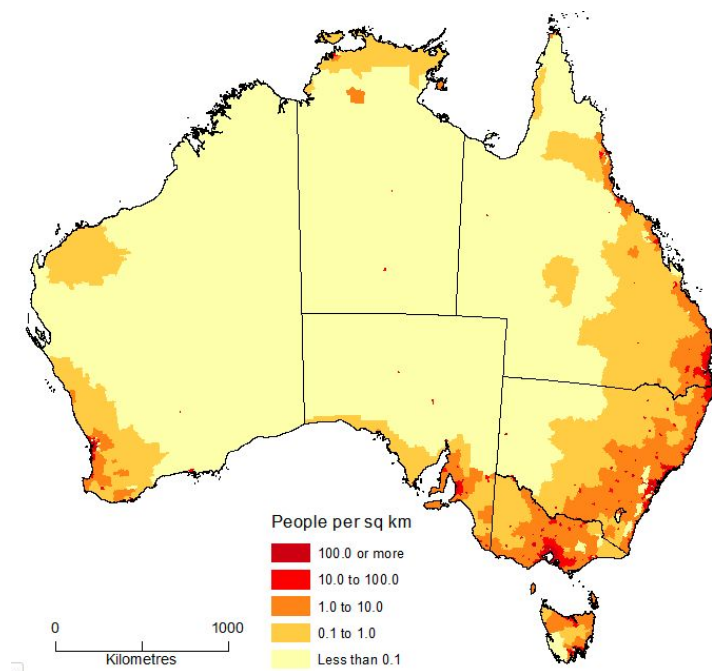 People per sq km
100.0 or more
10.0 to 100.0
1.0 to 10.0
0.1 to 1.0
Less than 0.1
0 1000
Kilometres